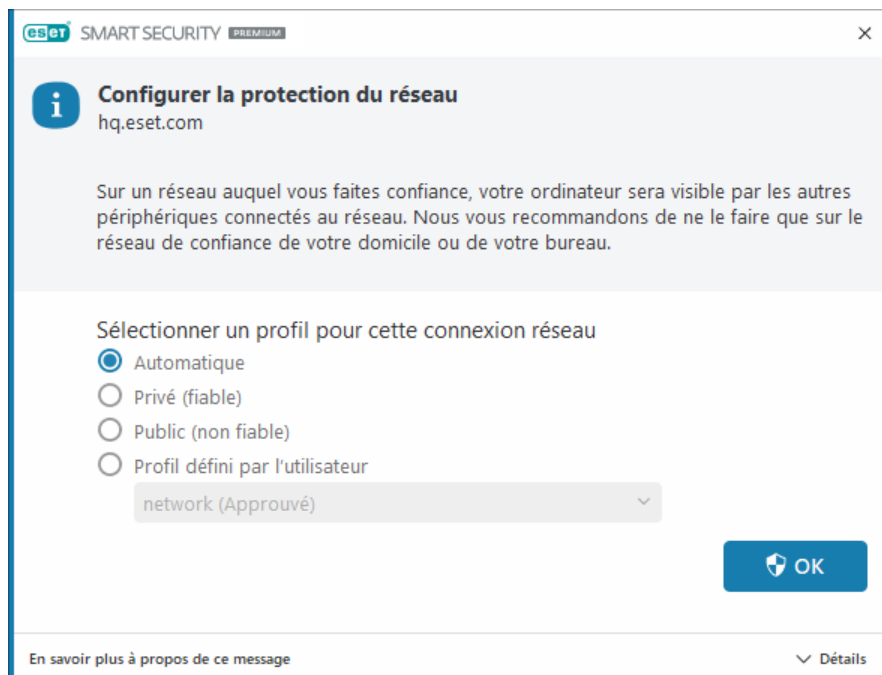 eseT SMART SECURITY PREMIUM
Configurer la protection du réseau
hq.eset.com
Sur un réseau auquel vous faites confiance, votre ordinateur sera visible par les autres
périphériques connectés au réseau. Nous vous recommandons de ne le faire que sur le
réseau de confiance de votre domicile ou de votre bureau.
Sélectionner un profil pour cette connexion réseau
Automatique
Privé (fiable)
Public (non fiable)
Profil défini par l'utilisateur
network (Approuvé)
OK
En savoir plus à propos de ce message
Détails